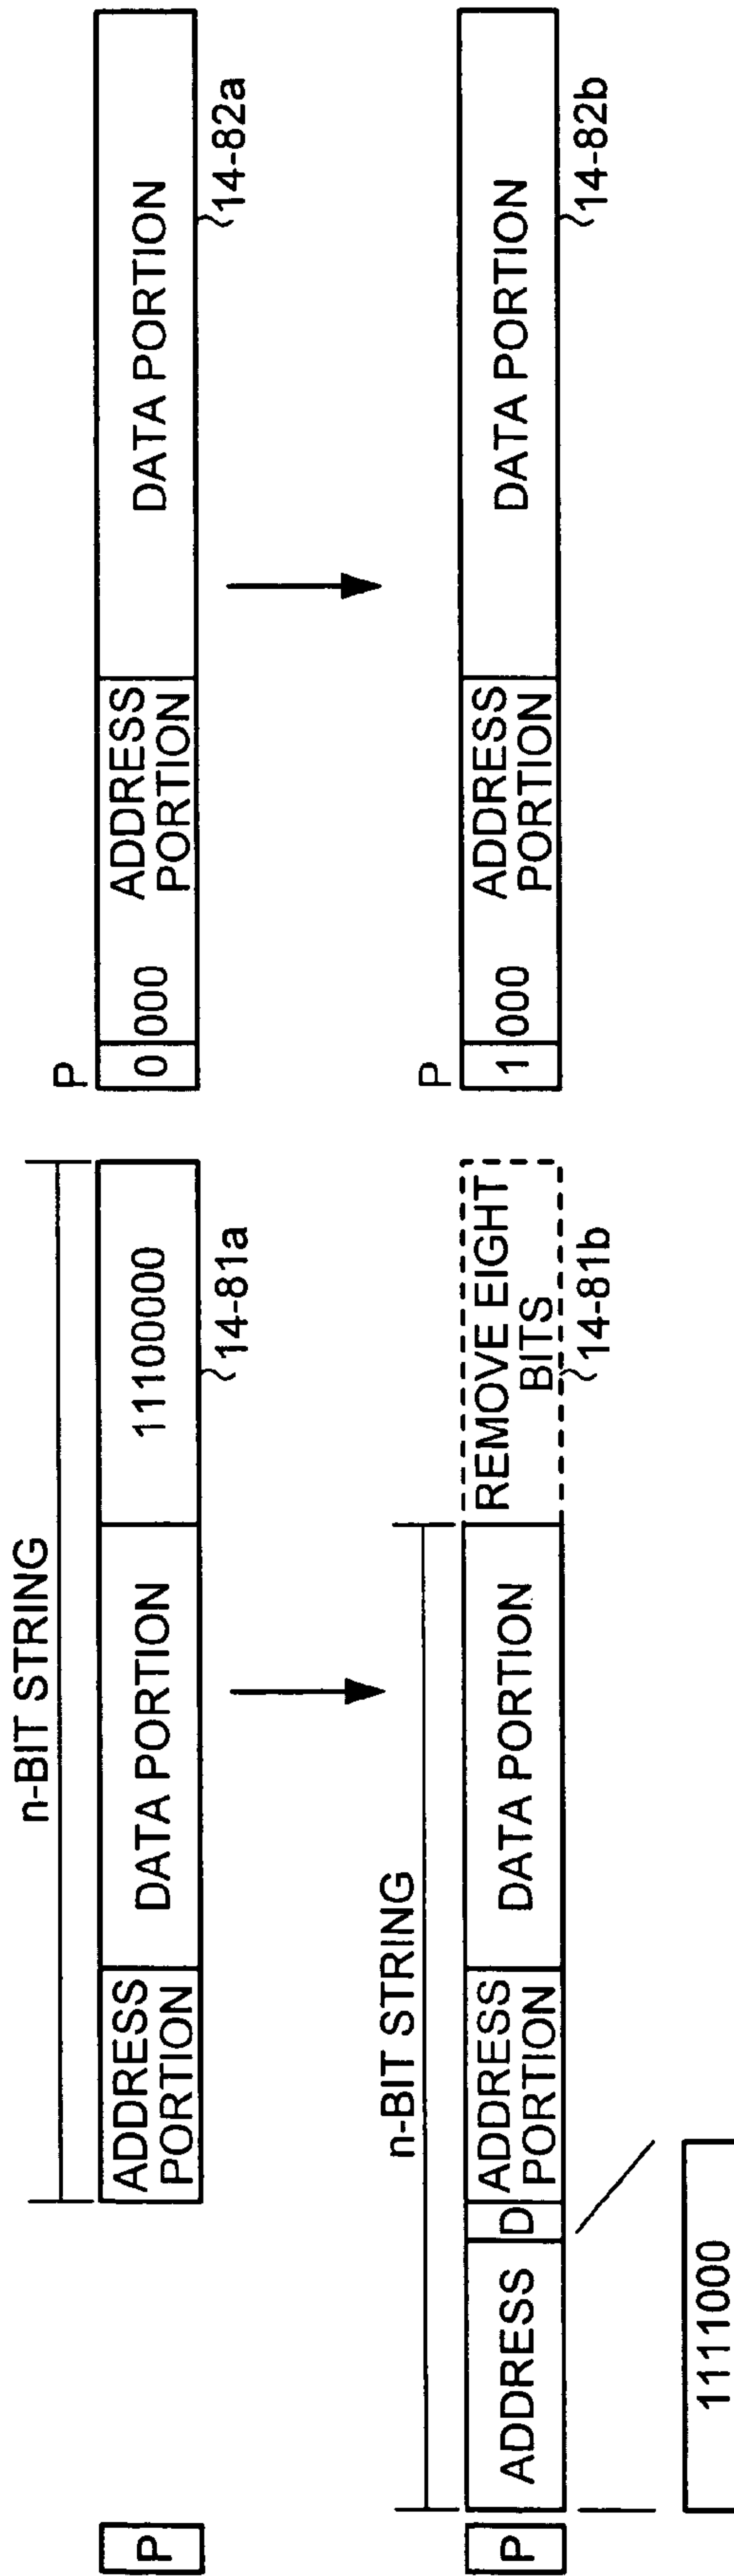 n-BIT STRING
P
ADDRESS
PORTION
DATA PORTION
11100000
14-81a
n-BIT STRING
P
ADDRESS
D
ADDRESS
PORTION
DATA PORTION
REMOVE EIGHT
BITS
14-81b
1111000
P
0 000
ADDRESS
PORTION
DATA PORTION
14-82a
P
1 000
ADDRESS
PORTION
DATA PORTION
14-82b